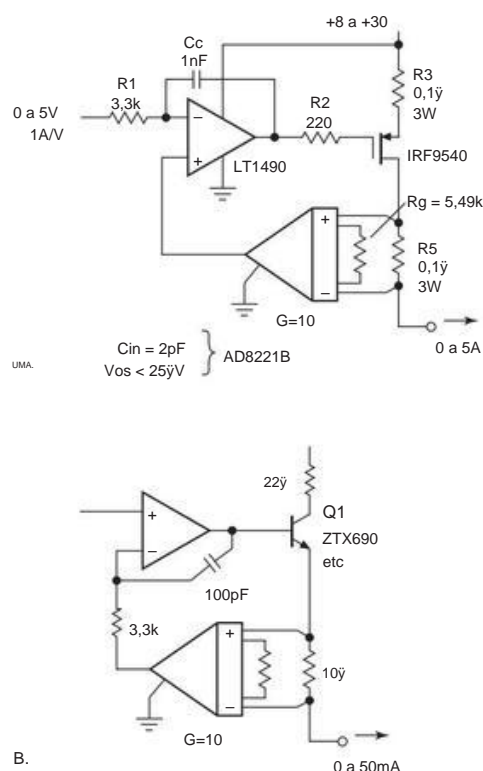 +8 a +30
Cc
1nF
R1
3,3k
R3
0,1ÿ
3W
0 a 5V
1A/V
R2
220
−
+
LT1490
IRF9540
Rg = 5,49k
+
−
R5
0,1ÿ
3W
G=10
0 a 5A
Cin = 2pF
Vos < 25ÿV
AD8221B
UMA.
22ÿ
+
−
Q1
ZTX690
etc
100pF
3,3k
+
−
10ÿ
G=10
0 a 50mA
B.